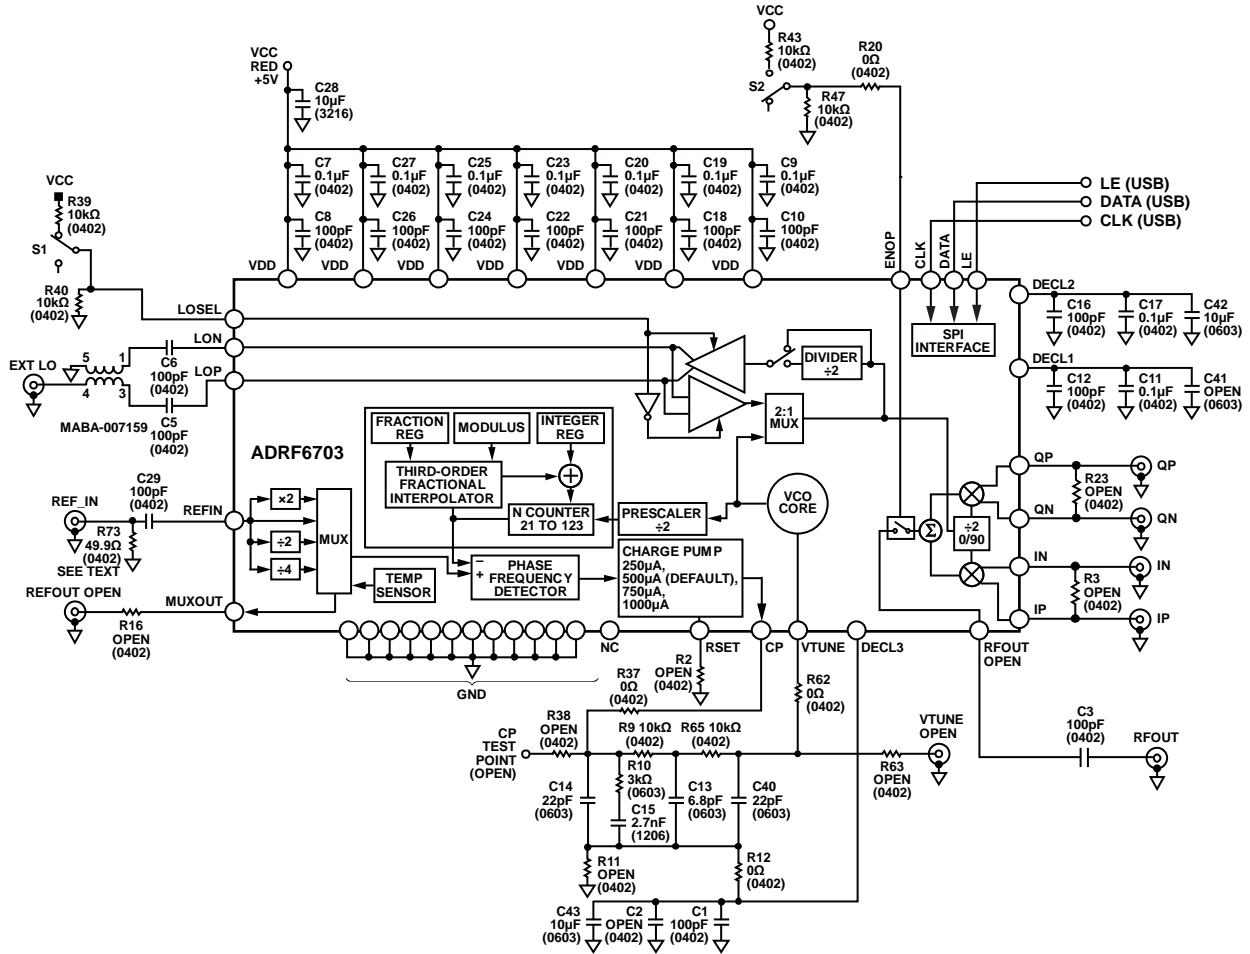 VCC
R43
10kΩ
(0402)
R20
0Ω
(0402)
S2
R47
10kΩ
(0402)
VCC
RED
+5V
C28
10µF
(3216)
C7
0.1µF
(0402)
C27
0.1µF
(0402)
C25
0.1µF
(0402)
C23
0.1µF
(0402)
C20
0.1µF
(0402)
C19
0.1µF
(0402)
C9
0.1µF
(0402)
C8
100pF
(0402)
C26
100pF
(0402)
C24
100pF
(0402)
C22
100pF
(0402)
C21
100pF
(0402)
C18
100pF
(0402)
C10
100pF
(0402)
VDD
VDD
VDD
VDD
VDD
VDD
VDD
VCC
R39
10kΩ
(0402)
S1
R40
10kΩ
(0402)
LE (USB)
DATA (USB)
CLK (USB)
ENOP
CLK
DATA
LE
SPI
INTERFACE
DECL2
C16
100pF
(0402)
C17
0.1µF
(0402)
C42
10µF
(0603)
DECL1
C12
100pF
(0402)
C11
0.1µF
(0402)
C41
OPEN
(0603)
LOSEL
LON
LOP
EXT LO
5
1
4
3
C6
100pF
(0402)
C5
100pF
(0402)
MABA-007159
DIVIDER
÷2
2:1
MUX
ADRF6703
FRACTION
REG
MODULUS
INTEGER
REG
THIRD-ORDER
FRACTIONAL
INTERPOLATOR
+
N COUNTER
21 TO 123
PRESCALER
÷2
VCO
CORE
C29
100pF
(0402)
REF_IN
REFIN
R73
49.9Ω
(0402)
SEE TEXT
×2
÷2
÷4
MUX
TEMP
SENSOR
–
+
PHASE
FREQUENCY
DETECTOR
CHARGE PUMP
250µA,
500µA (DEFAULT),
750µA,
1000µA
Σ
÷2
0/90
QP
R23
OPEN
(0402)
QP
QN
QN
IN
R3
OPEN
(0402)
IN
IP
IP
REFOUT OPEN
MUXOUT
R16
OPEN
(0402)
GND
NC
RSET
CP
VTUNE
DECL3
RFOUT
OPEN
R2
OPEN
(0402)
R37
0Ω
(0402)
R62
0Ω
(0402)
CP
TEST
POINT
(OPEN)
R38
OPEN
(0402)
R9 10kΩ
(0402)
R65 10kΩ
(0402)
VTUNE
OPEN
R63
OPEN
(0402)
C3
100pF
(0402)
RFOUT
C14
22pF
(0603)
R10
3kΩ
(0603)
C15
2.7nF
(1206)
C13
6.8pF
(0603)
C40
22pF
(0603)
R11
OPEN
(0402)
R12
0Ω
(0402)
C43
10µF
(0603)
C2
OPEN
(0402)
C1
100pF
(0402)